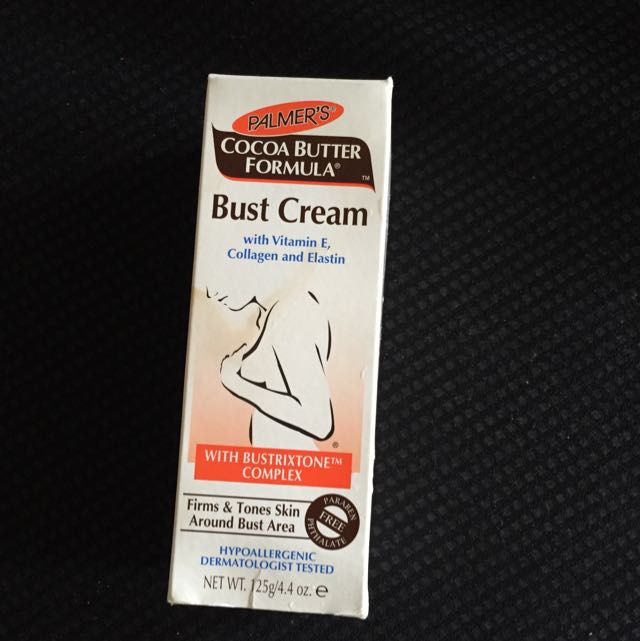 PALMER'S®
COCOA BUTTER
FORMULA®
™
Bust Cream
with Vitamin E,
Collagen and Elastin
®
WITH BUSTRIXTONE™
COMPLEX
Firms & Tones Skin
Around Bust Area
PARABEN
FREE
PHTHALATE
HYPOALLERGENIC
DERMATOLOGIST TESTED
NET WT. 125g/4.4 oz. e